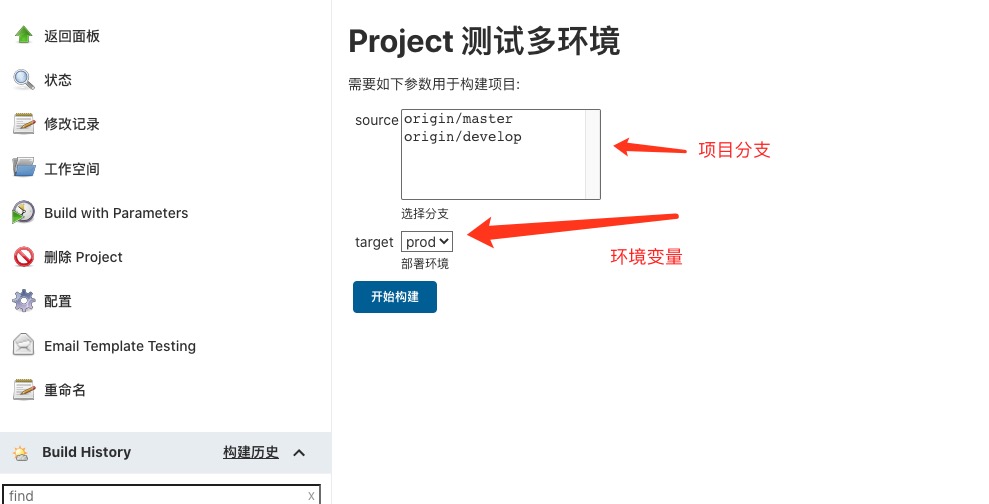 返回面板
状态
修改记录
工作空间
Build with Parameters
删除 Project
配置
Email Template Testing
重命名
Build History 构建历史
find x
Project 测试多环境
需要如下参数用于构建项目:
source origin/master
origin/develop
项目分支
选择分支
target prod
环境变量
部署环境
开始构建